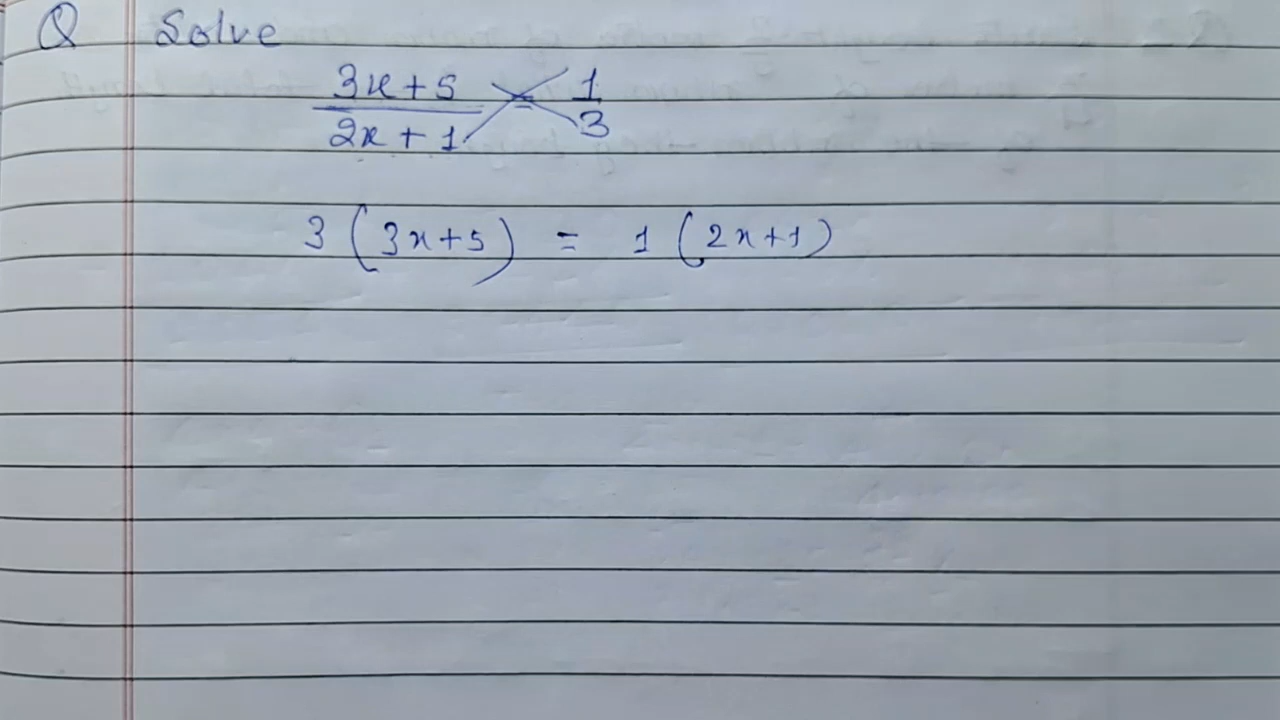 Q Solve
3x+5 / 2x+1 = 1/3
3 (3x+5) = 1 (2x+1)